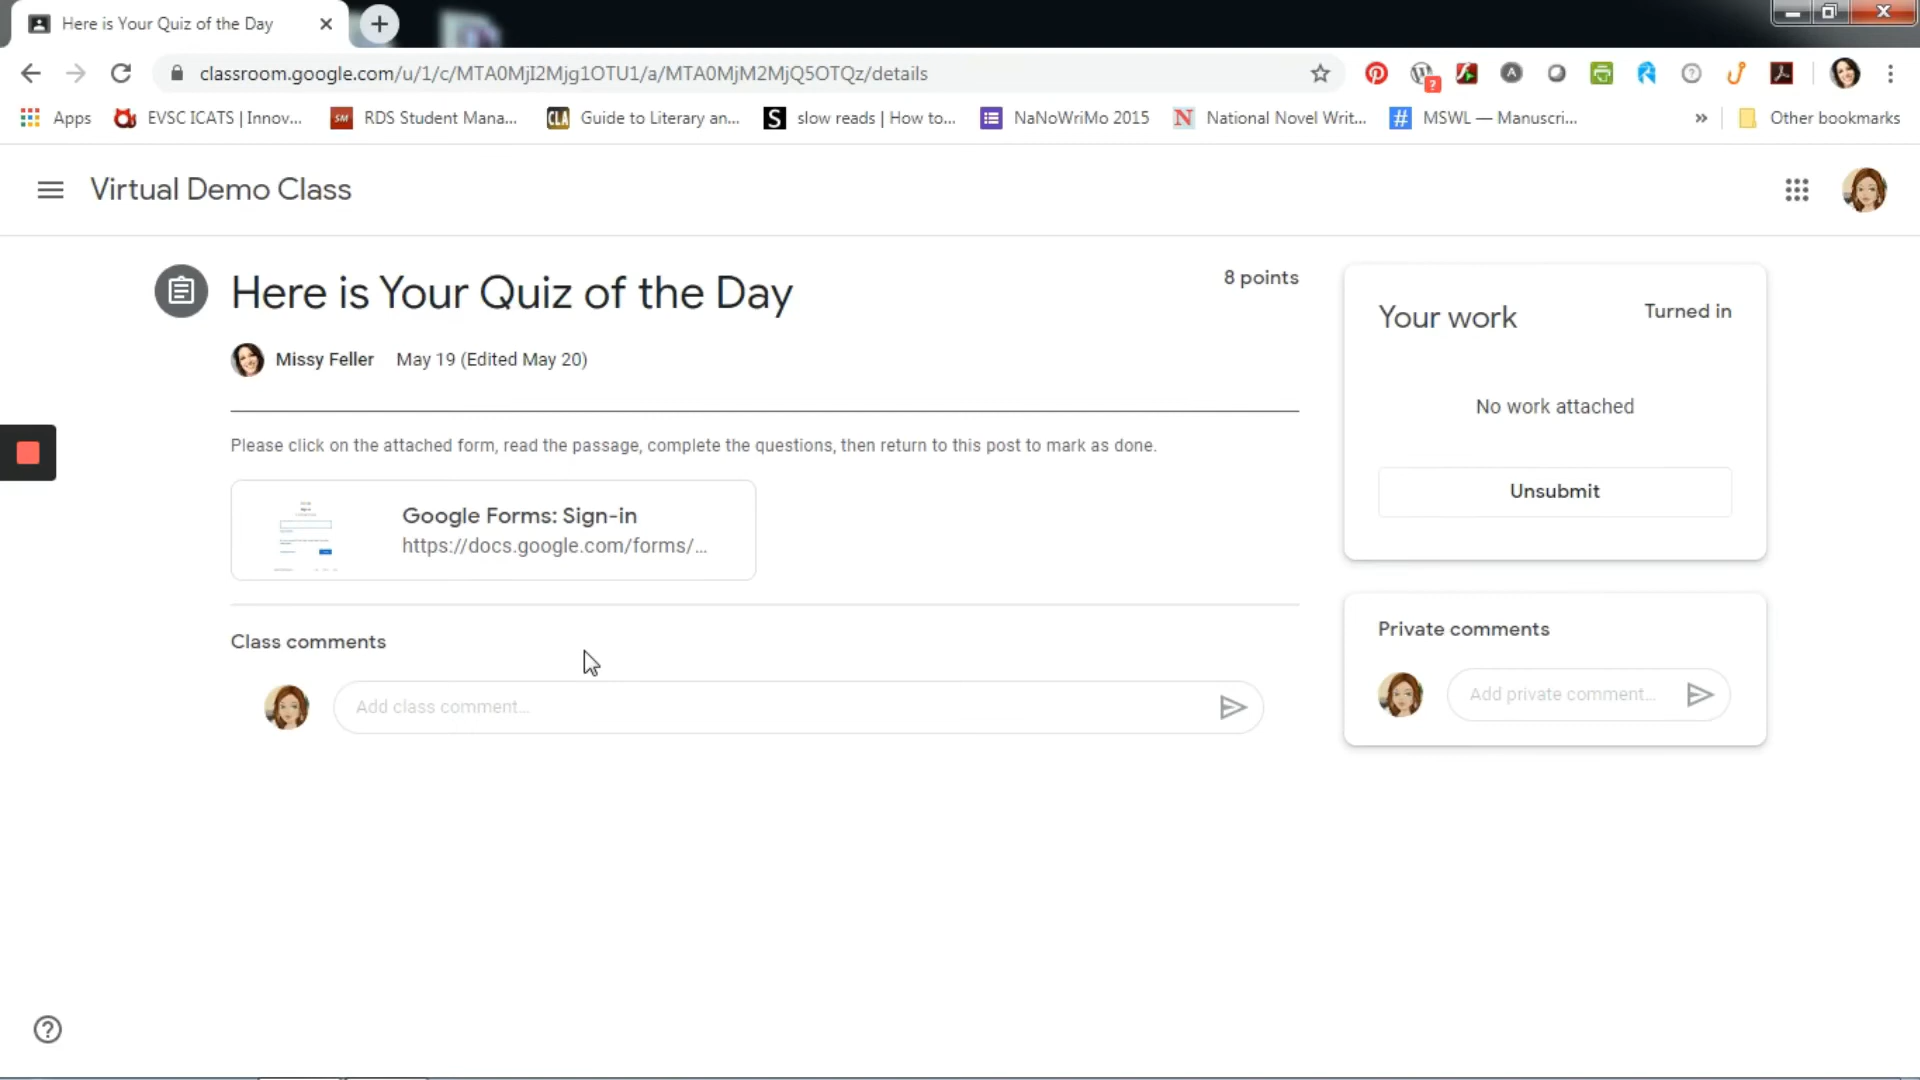 Here is Your Quiz of the Day
classroom.google.com/u/1/c/MTA0MjI2Mjg1OTU1/a/MTA0MjM2MjQ5OTQz/details
?
Apps
EVSC ICATS | Innov...
SM
RDS Student Mana...
CLA
Guide to Literary an...
S
slow reads | How to...
NaNoWriMo 2015
N
National Novel Writ...
#
MSWL — Manuscri...
»
Other bookmarks
Virtual Demo Class
Here is Your Quiz of the Day
8 points
Missy Feller May 19 (Edited May 20)
Please click on the attached form, read the passage, complete the questions, then return to this post to mark as done.
Google Forms: Sign-in
https://docs.google.com/forms/...
Class comments
Add class comment...
Your work
Turned in
No work attached
Unsubmit
Private comments
Add private comment...